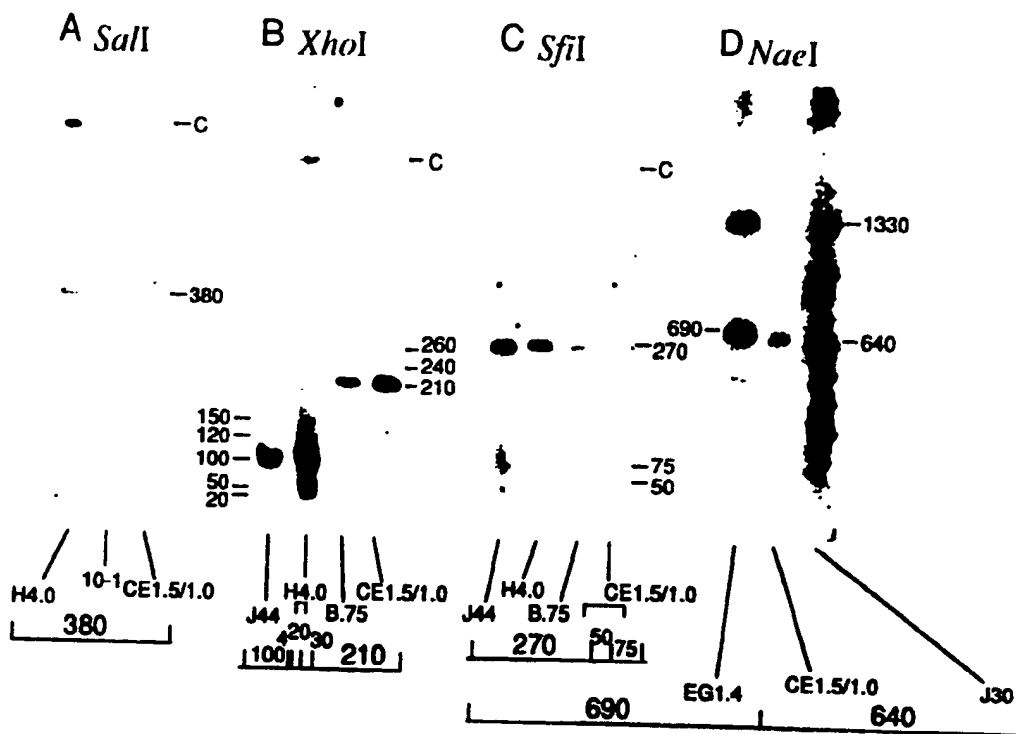 A SalI
B XhoI
C SfiI
D NaeI
C
380
C
260
240
210
150
120
100
50
20
C
270
75
50
1330
690
640
H4.0
10-1
CE1.5/1.0
380
J44
H4.0
B.75
CE1.5/1.0
100
4
20
30
210
J44
H4.0
B.75
CE1.5/1.0
270
50
75
EG1.4
CE1.5/1.0
J30
690
640